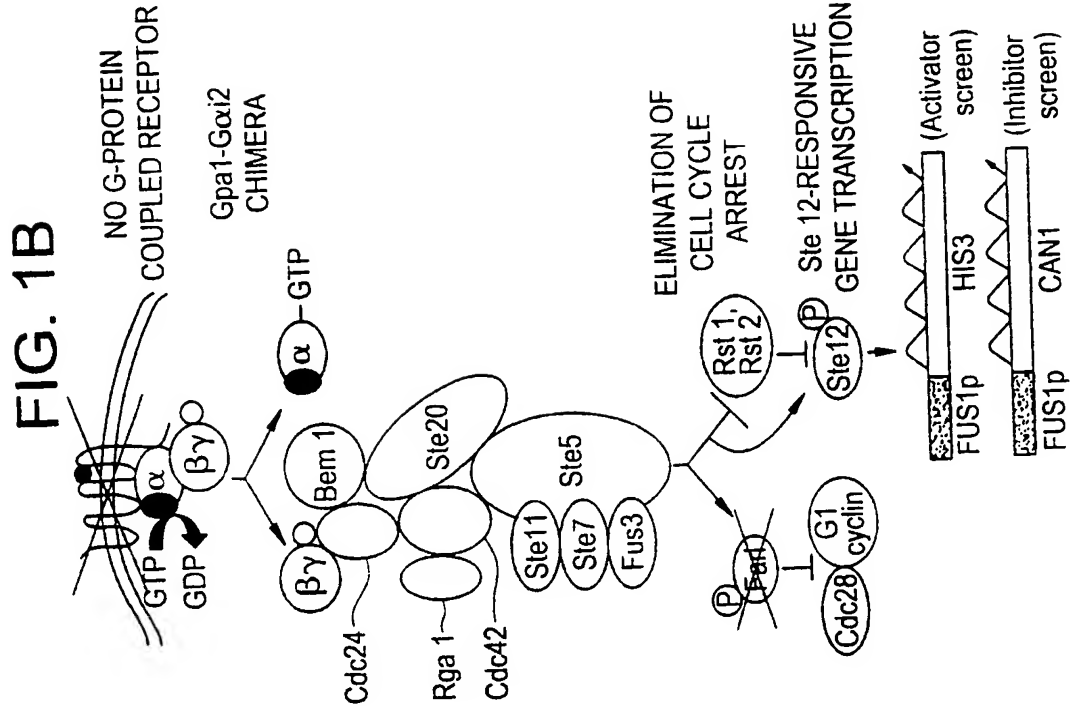 FIG. 1B
NO G-PROTEIN
COUPLED RECEPTOR
Gpa1-Gαi2
CHIMERA
GTP
GDP
α
βγ
βγ
α
GTP
Cdc24
Bem 1
Rga 1
Ste20
Cdc42
Ste11
Ste7
Fus3
Ste5
ELIMINATION OF
CELL CYCLE
ARREST
P
Far1
Rst 1,
Rst 2
Cdc28
G1
cyclin
P
Ste12
Ste 12-RESPONSIVE
GENE TRANSCRIPTION
FUS1p
HIS3
(Activator
screen)
FUS1p
CAN1
(Inhibitor
screen)